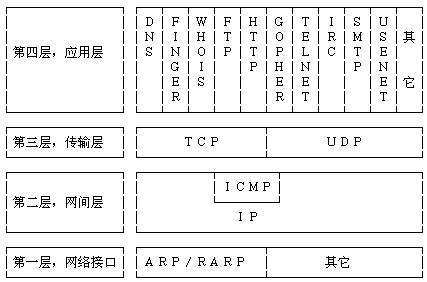 第四层，应用层
DNS
FINGER
WHOIS
FTP
HTTP
GOPHER
TELNET
IRC
SMTP
USENET
其它
第三层，传输层
TCP
UDP
第二层，网间层
ICMP
IP
第一层，网络接口
ARP/RARP
其它